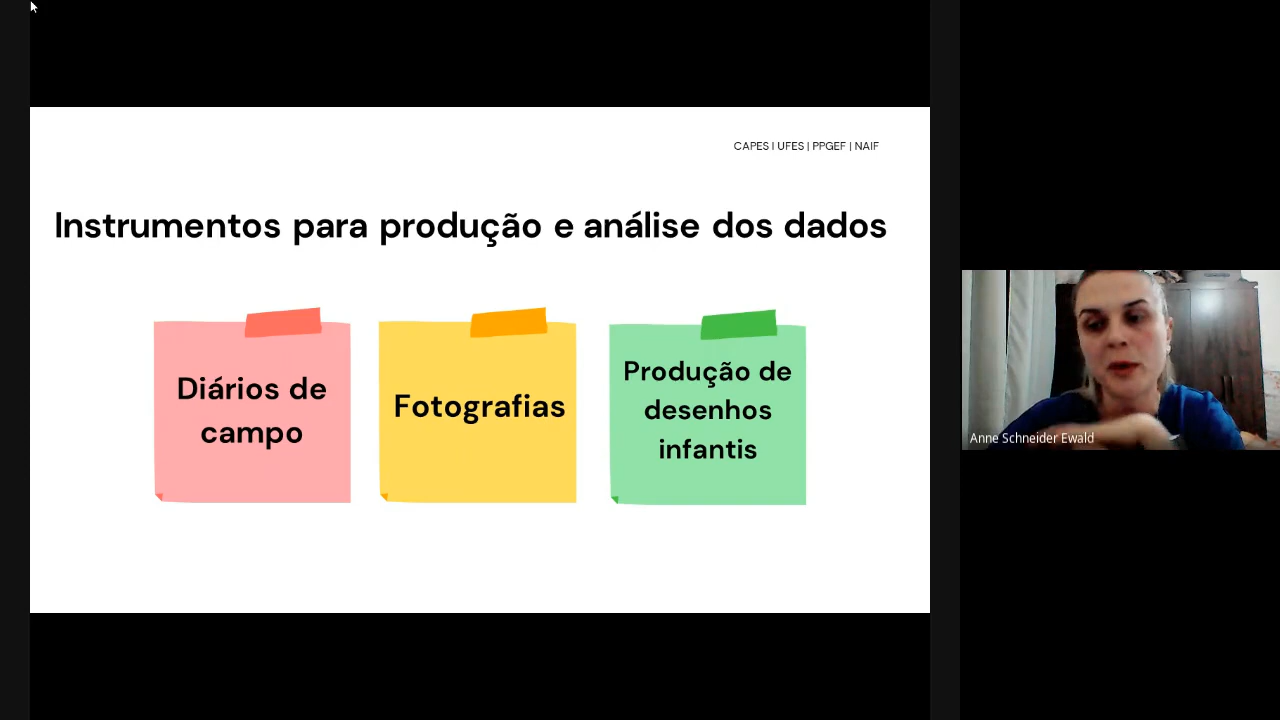 CAPES I UFES | PPGEF | NAIF
Instrumentos para produção e análise dos dados
Diários de
campo
Fotografias
Produção de
desenhos
infantis
Anne Schneider Ewald